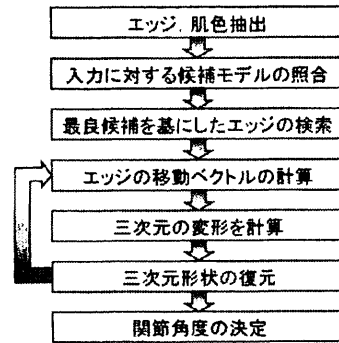 エッジ, 肌色抽出
入力に対する候補モデルの照合
最良候補を基にしたエッジの検索
エッジの移動ベクトルの計算
三次元の変形を計算
三次元形状の復元
関節角度の決定